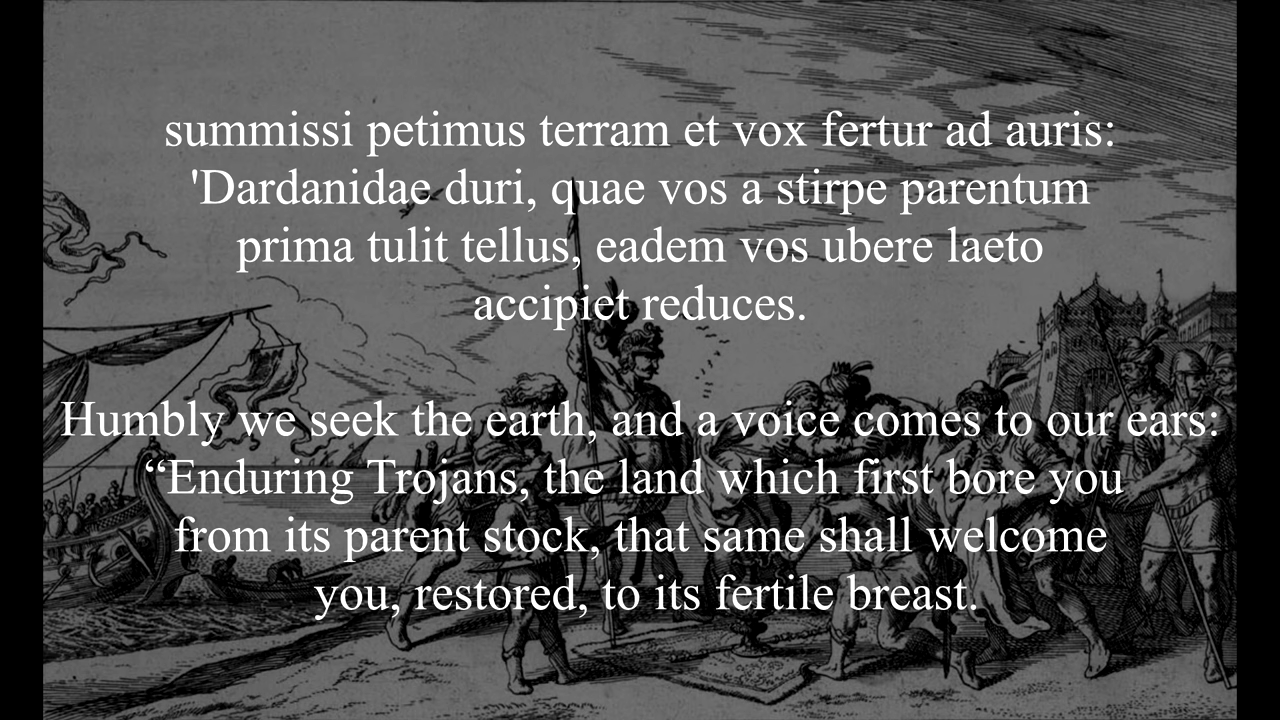 summissi petimus terram et vox fertur ad auris:
'Dardanidae duri, quae vos a stirpe parentum
prima tulit tellus, eadem vos ubere laeto
accipiet reduces.
Humbly we seek the earth, and a voice comes to our ears:
“Enduring Trojans, the land which first bore you
from its parent stock, that same shall welcome
you, restored, to its fertile breast.